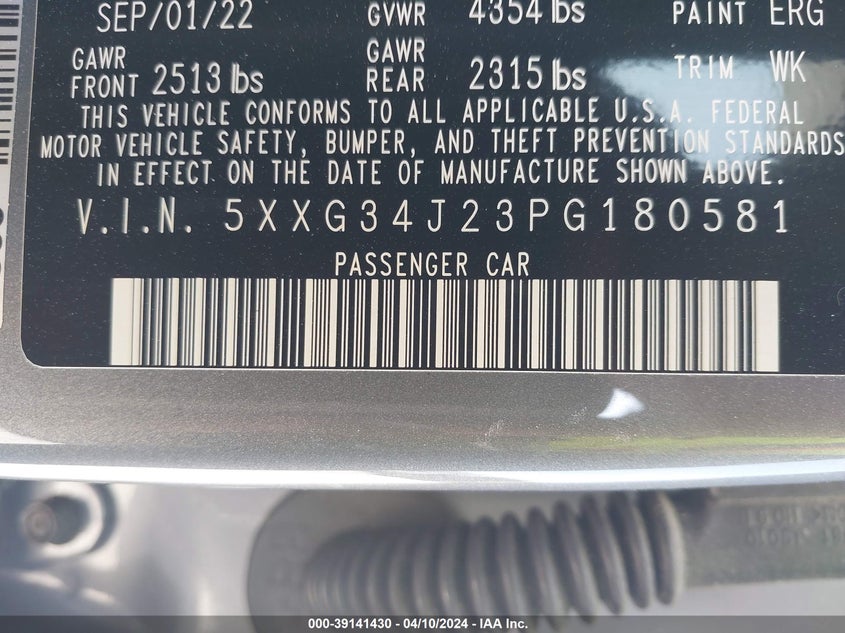 SEP/01/22 GVWR 4354 lbs PAINT ERG
GAWR FRONT 2513 lbs GAWR REAR 2315 lbs TRIM WK
THIS VEHICLE CONFORMS TO ALL APPLICABLE U.S.A. FEDERAL
MOTOR VEHICLE SAFETY, BUMPER, AND THEFT PREVENTION STANDARDS
IN EFFECT ON THE DATE OF MANUFACTURE SHOWN ABOVE.
V.I.N. 5XXG34J23PG180581
PASSENGER CAR
000-39141430 - 04/10/2024 - IAA Inc.